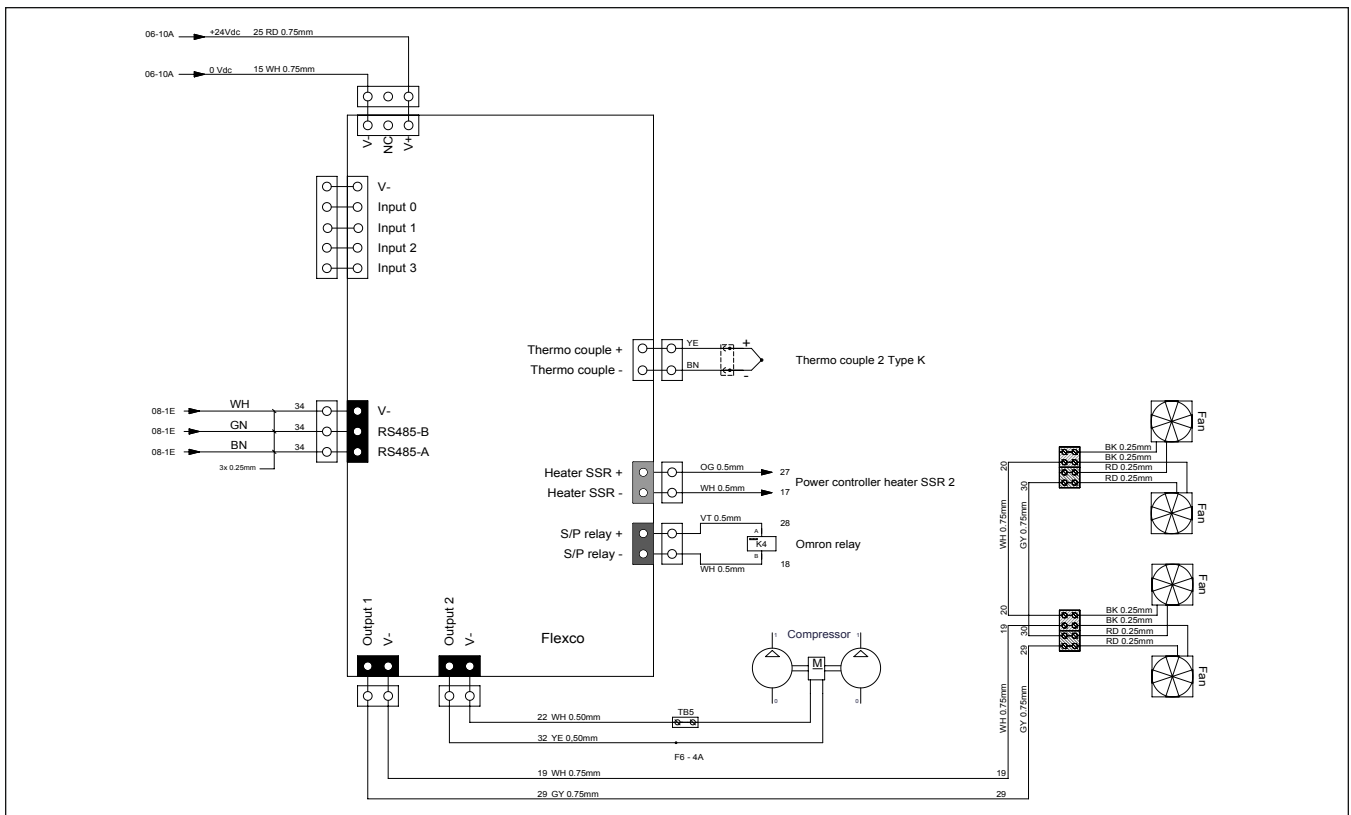 06-10A +24Vdc 25 RD 0.75mm
06-10A 0 Vdc 15 WH 0.75mm
V-
NC
V+
V-
Input 0
Input 1
Input 2
Input 3
Thermo couple + YE +
Thermo couple - BN -
Thermo couple 2 Type K
08-1E WH 34 V-
08-1E GN 34 RS485-B
08-1E BN 34 RS485-A
3x 0.25mm
Heater SSR + OG 0.5mm 27
Heater SSR - WH 0.5mm 17
Power controller heater SSR 2
S/P relay + VT 0.5mm 28
A
K4
B
Omron relay
S/P relay - WH 0.5mm 18
Output 1
V-
Output 2
V-
Flexco
1 Compressor 1
M
0 0
22 WH 0.50mm TB5
32 YE 0,50mm
F6 - 4A
19 WH 0.75mm 19
29 GY 0.75mm 29
Fan
BK 0.25mm
BK 0.25mm
RD 0.25mm
RD 0.25mm
20
30
Fan
WH 0.75mm
GY 0.75mm
Fan
20
19
30
29
BK 0.25mm
BK 0.25mm
RD 0.25mm
RD 0.25mm
Fan
WH 0.75mm
GY 0.75mm